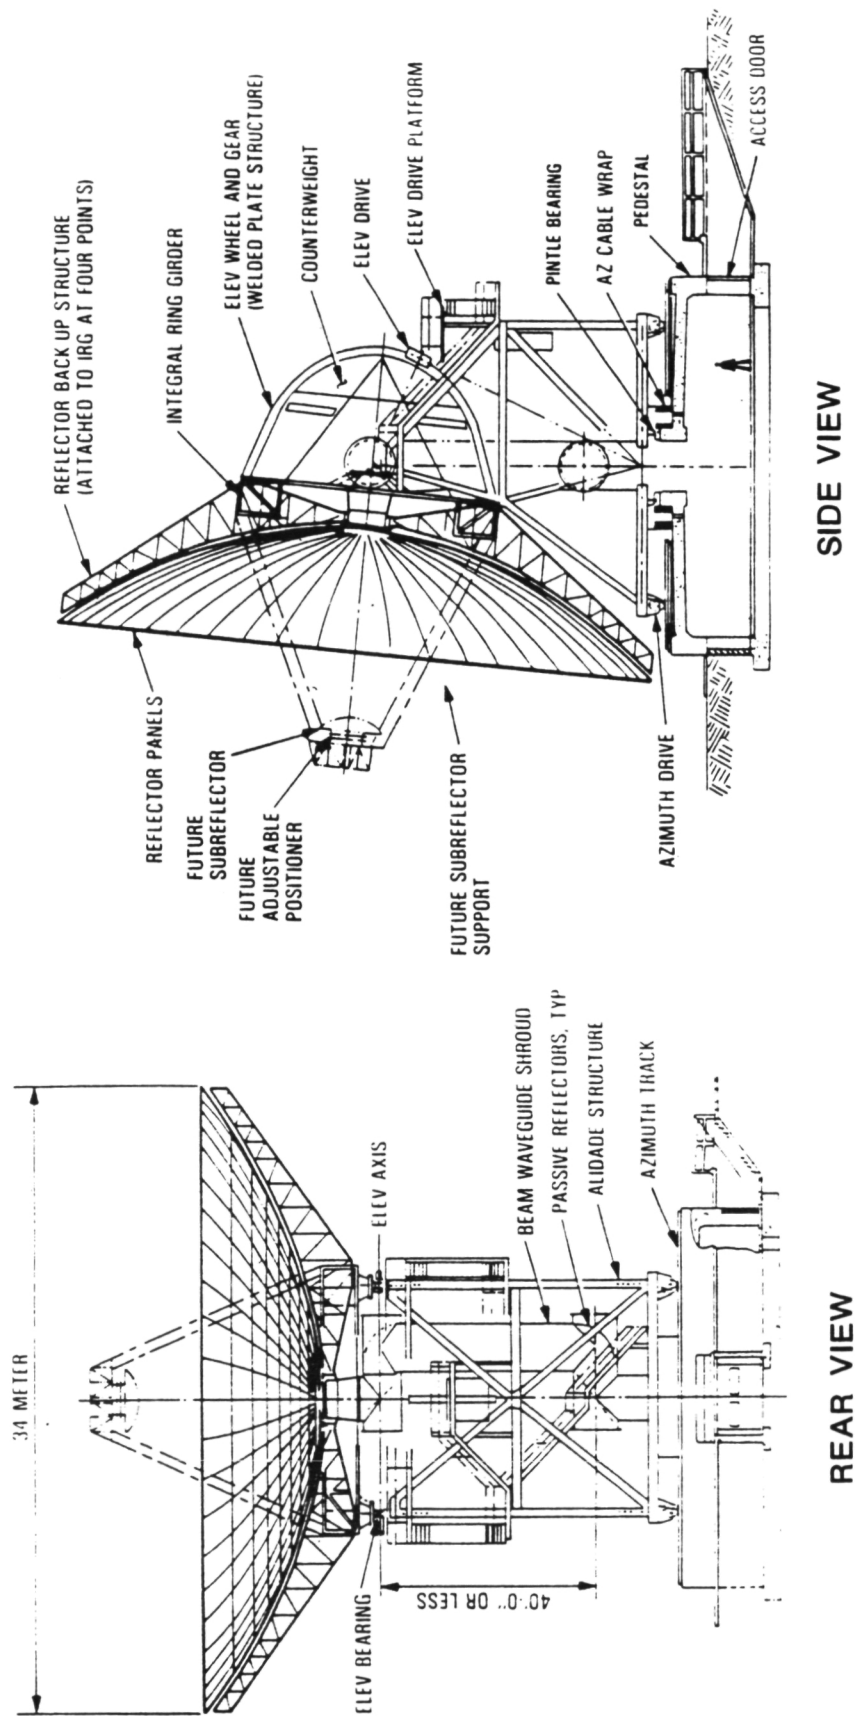 34 METER
ELEV AXIS
ELEV BEARING
40'-0" OR LESS
BEAM WAVEGUIDE SHROUD
PASSIVE REFLECTORS, TYP
ALIDADE STRUCTURE
AZIMUTH TRACK
REAR VIEW
REFLECTOR BACK UP STRUCTURE
(ATTACHED TO IRG AT FOUR POINTS)
INTEGRAL RING GIRDER
ELEV WHEEL AND GEAR
(WELDED PLATE STRUCTURE)
COUNTERWEIGHT
ELEV DRIVE
ELEV DRIVE PLATFORM
REFLECTOR PANELS
FUTURE
SUBREFLECTOR
FUTURE
ADJUSTABLE
POSITIONER
FUTURE SUBREFLECTOR
SUPPORT
PINTLE BEARING
AZ CABLE WRAP
PEDESTAL
ACCESS DOOR
AZIMUTH DRIVE
SIDE VIEW